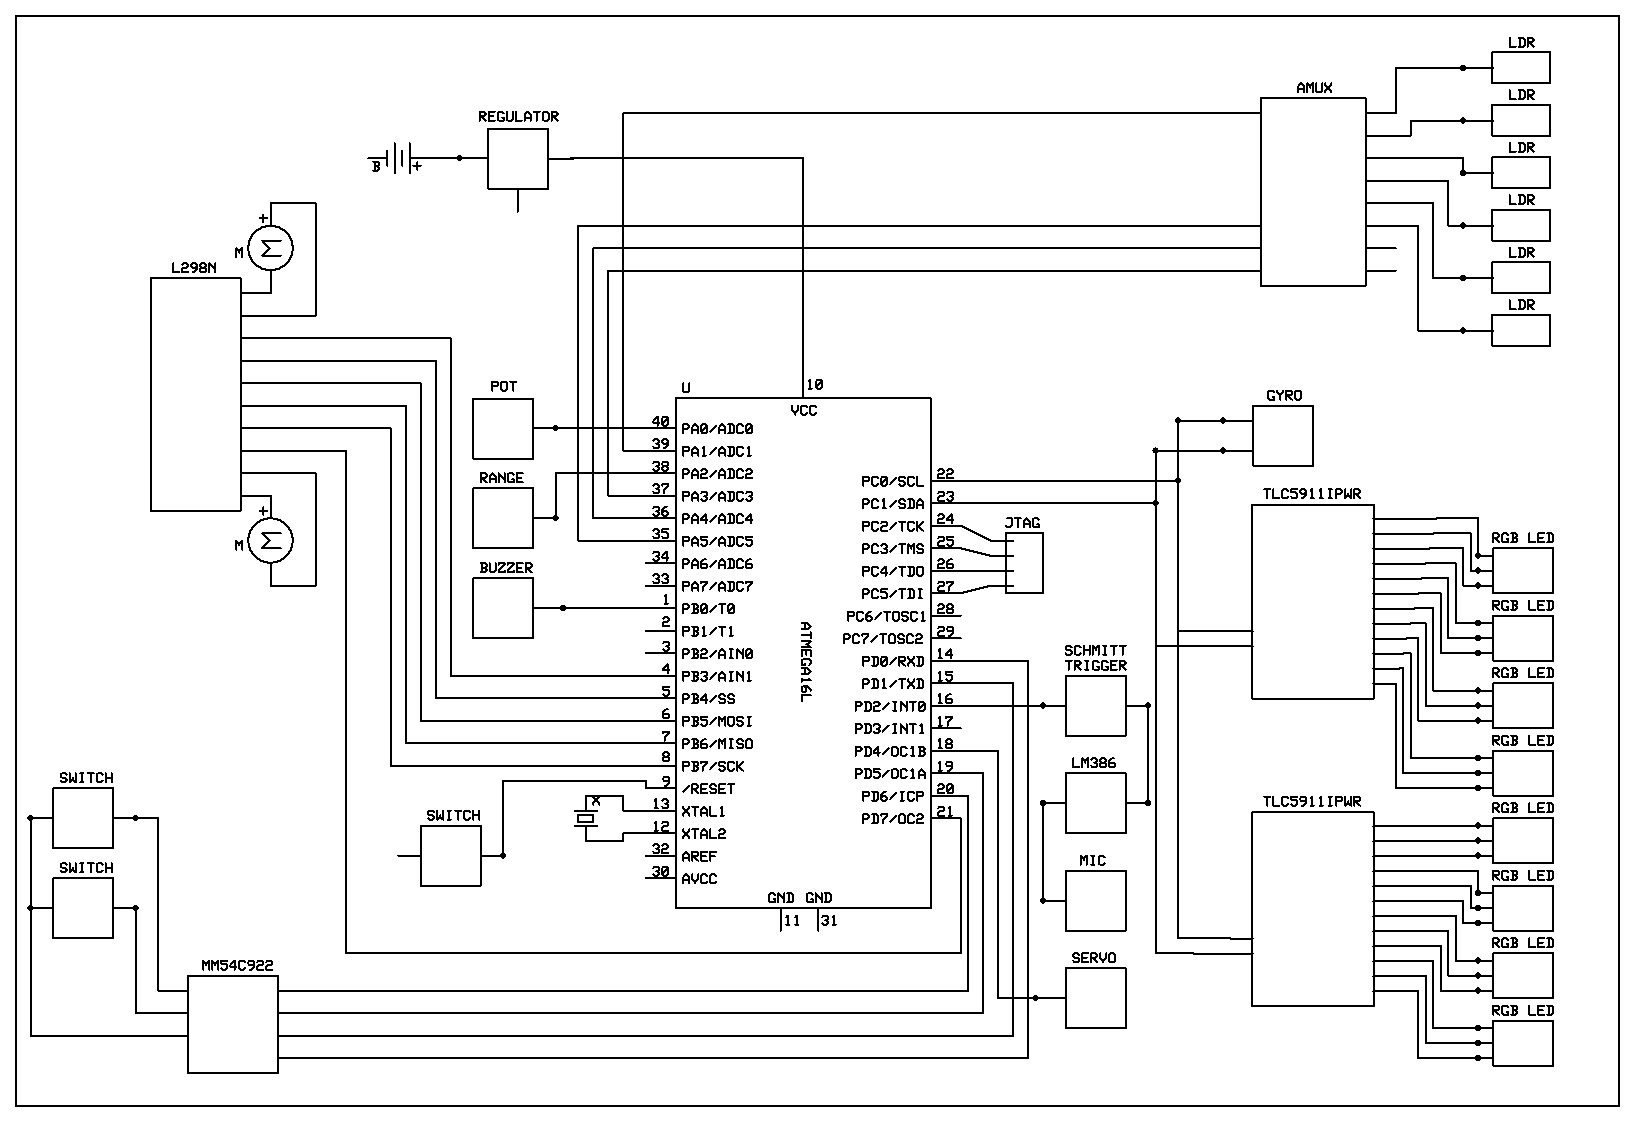 LDR
AMUX
LDR
REGULATOR
LDR
B
+
LDR
+
M
LDR
L298N
LDR
POT
U
10
VCC
GYRO
40 PA0/ADC0
39 PA1/ADC1
RANGE
38 PA2/ADC2
37 PA3/ADC3
36 PA4/ADC4
35 PA5/ADC5
34 PA6/ADC6
33 PA7/ADC7
BUZZER
1 PB0/T0
2 PB1/T1
3 PB2/AIN0
4 PB3/AIN1
5 PB4/SS
6 PB5/MOSI
7 PB6/MISO
8 PB7/SCK
9 /RESET
13 XTAL1
12 XTAL2
32 AREF
30 AVCC
ATMEGA16L
PC0/SCL 22
PC1/SDA 23
PC2/TCK 24
PC3/TMS 25
PC4/TDO 26
PC5/TDI 27
PC6/TOSC1 28
PC7/TOSC2 29
PD0/RXD 14
PD1/TXD 15
PD2/INT0 16
PD3/INT1 17
PD4/OC1B 18
PD5/OC1A 19
PD6/ICP 20
PD7/OC2 21
GND GND
11 31
JTAG
+
M
X
SWITCH
SWITCH
SWITCH
MM54C922
SCHMITT
TRIGGER
LM386
MIC
SERVO
TLC5911IPWR
RGB LED
RGB LED
RGB LED
RGB LED
TLC5911IPWR
RGB LED
RGB LED
RGB LED
RGB LED